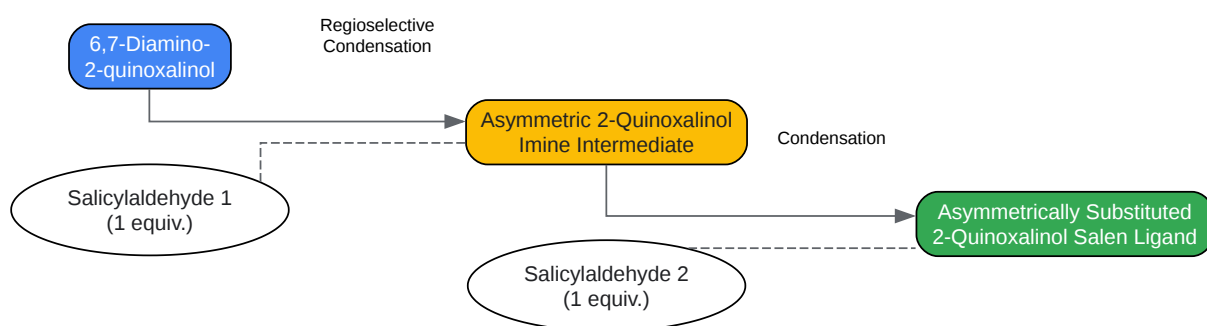 6,7-Diamino-
2-quinoxalinol
Regioselective
Condensation
Asymmetric 2-Quinoxalinol
Imine Intermediate
Condensation
Salicylaldehyde 1
(1 equiv.)
Asymmetrically Substituted
2-Quinoxalinol Salen Ligand
Salicylaldehyde 2
(1 equiv.)